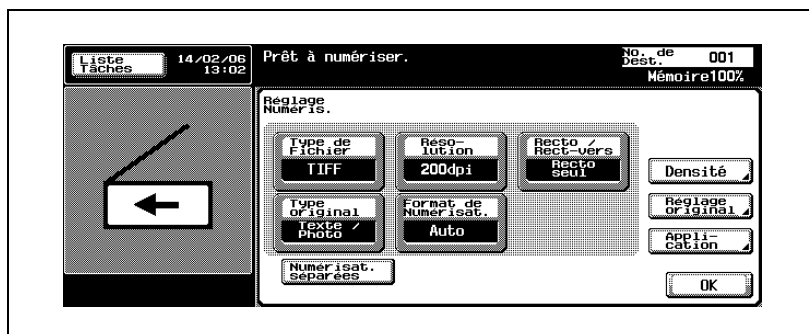 Liste
Tâches
14/02/06
13:02
Prêt à numériser.
No. de
Dest.
001
Mémoire100%
Réglage
Numéris.
Type de
Fichier
TIFF
Réso-
lution
200dpi
Recto /
Rect-vers
Recto
seul
Densité
Type
original
Texte /
Photo
Format de
Numérisat.
Auto
Réglage
original
Appli-
cation
Numérisat.
séparées
OK